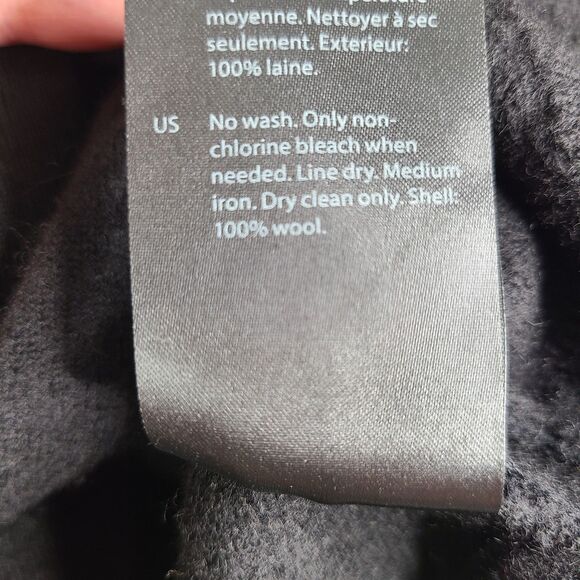 moyenne. Nettoyer à sec
seulement. Exterieur:
100% laine.
US No wash. Only non-
chlorine bleach when
needed. Line dry. Medium
iron. Dry clean only. Shell:
100% wool.